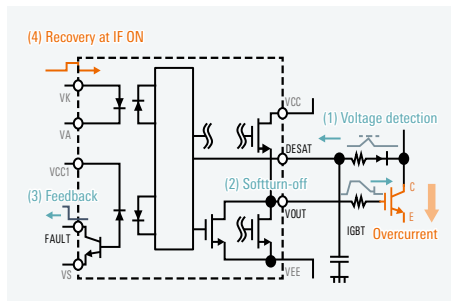 (4) Recovery at IF ON
VK
VA
VCC1
(3) Feedback
FAULT
VS
VCC
(1) Voltage detection
DESAT
(2) Softturn-off
VOUT
VEE
IGBT
C
E
Overcurrent